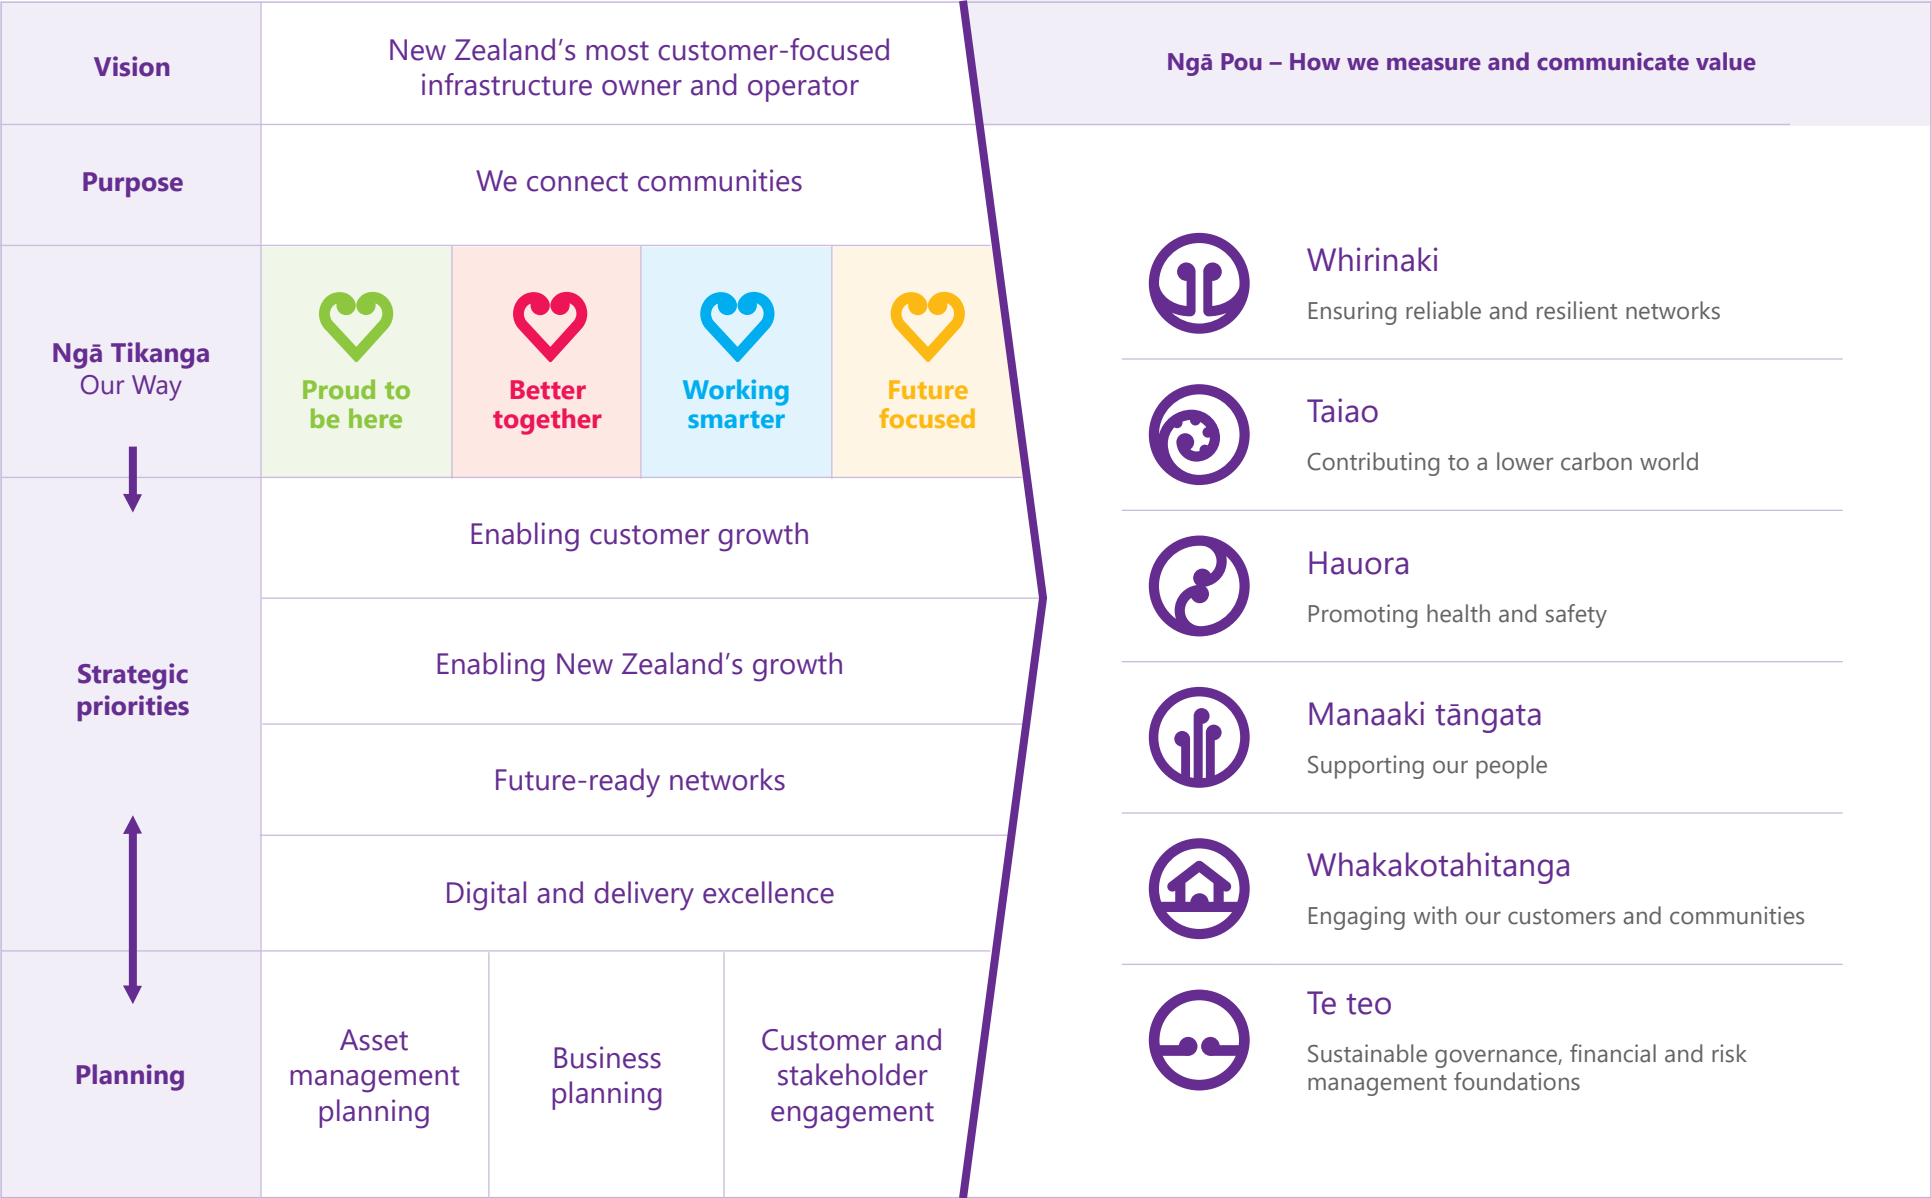 Vision
New Zealand’s most customer-focused
infrastructure owner and operator
Ngā Pou – How we measure and communicate value
Purpose
We connect communities
Ngā Tikanga
Our Way
Proud to
be here
Better
together
Working
smarter
Future
focused
Strategic
priorities
Enabling customer growth
Enabling New Zealand’s growth
Future-ready networks
Digital and delivery excellence
Planning
Asset
management
planning
Business
planning
Customer and
stakeholder
engagement
Whirinaki
Ensuring reliable and resilient networks
Taiao
Contributing to a lower carbon world
Hauora
Promoting health and safety
Manaaki tāngata
Supporting our people
Whakakotahitanga
Engaging with our customers and communities
Te teo
Sustainable governance, financial and risk
management foundations